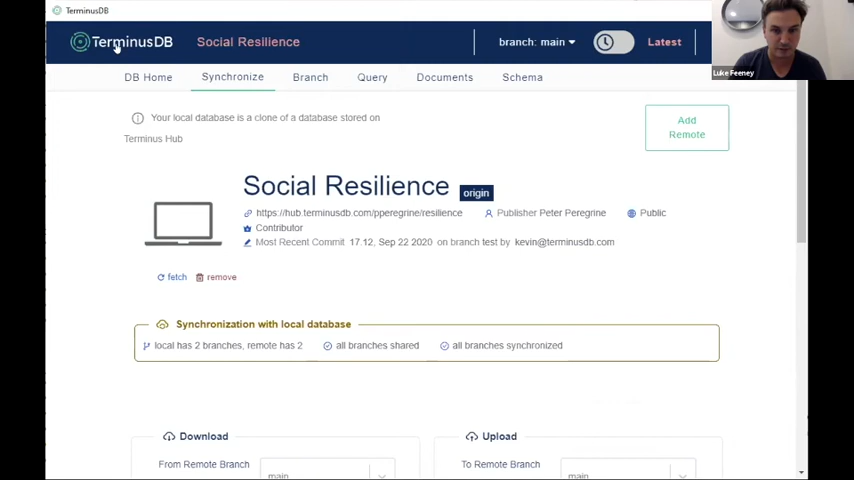 TerminusDB
TerminusDB Social Resilience branch: main Latest
Luke Feeney
DB Home Synchronize Branch Query Documents Schema
Your local database is a clone of a database stored on
Terminus Hub
Add
Remote
Social Resilience origin
https://hub.terminusdb.com/pperegrine/resilience Publisher Peter Peregrine Public
Contributor
Most Recent Commit 17.12, Sep 22 2020 on branch test by kevin@terminusdb.com
fetch remove
Synchronization with local database
local has 2 branches, remote has 2 all branches shared all branches synchronized
Download Upload
From Remote Branch main To Remote Branch main